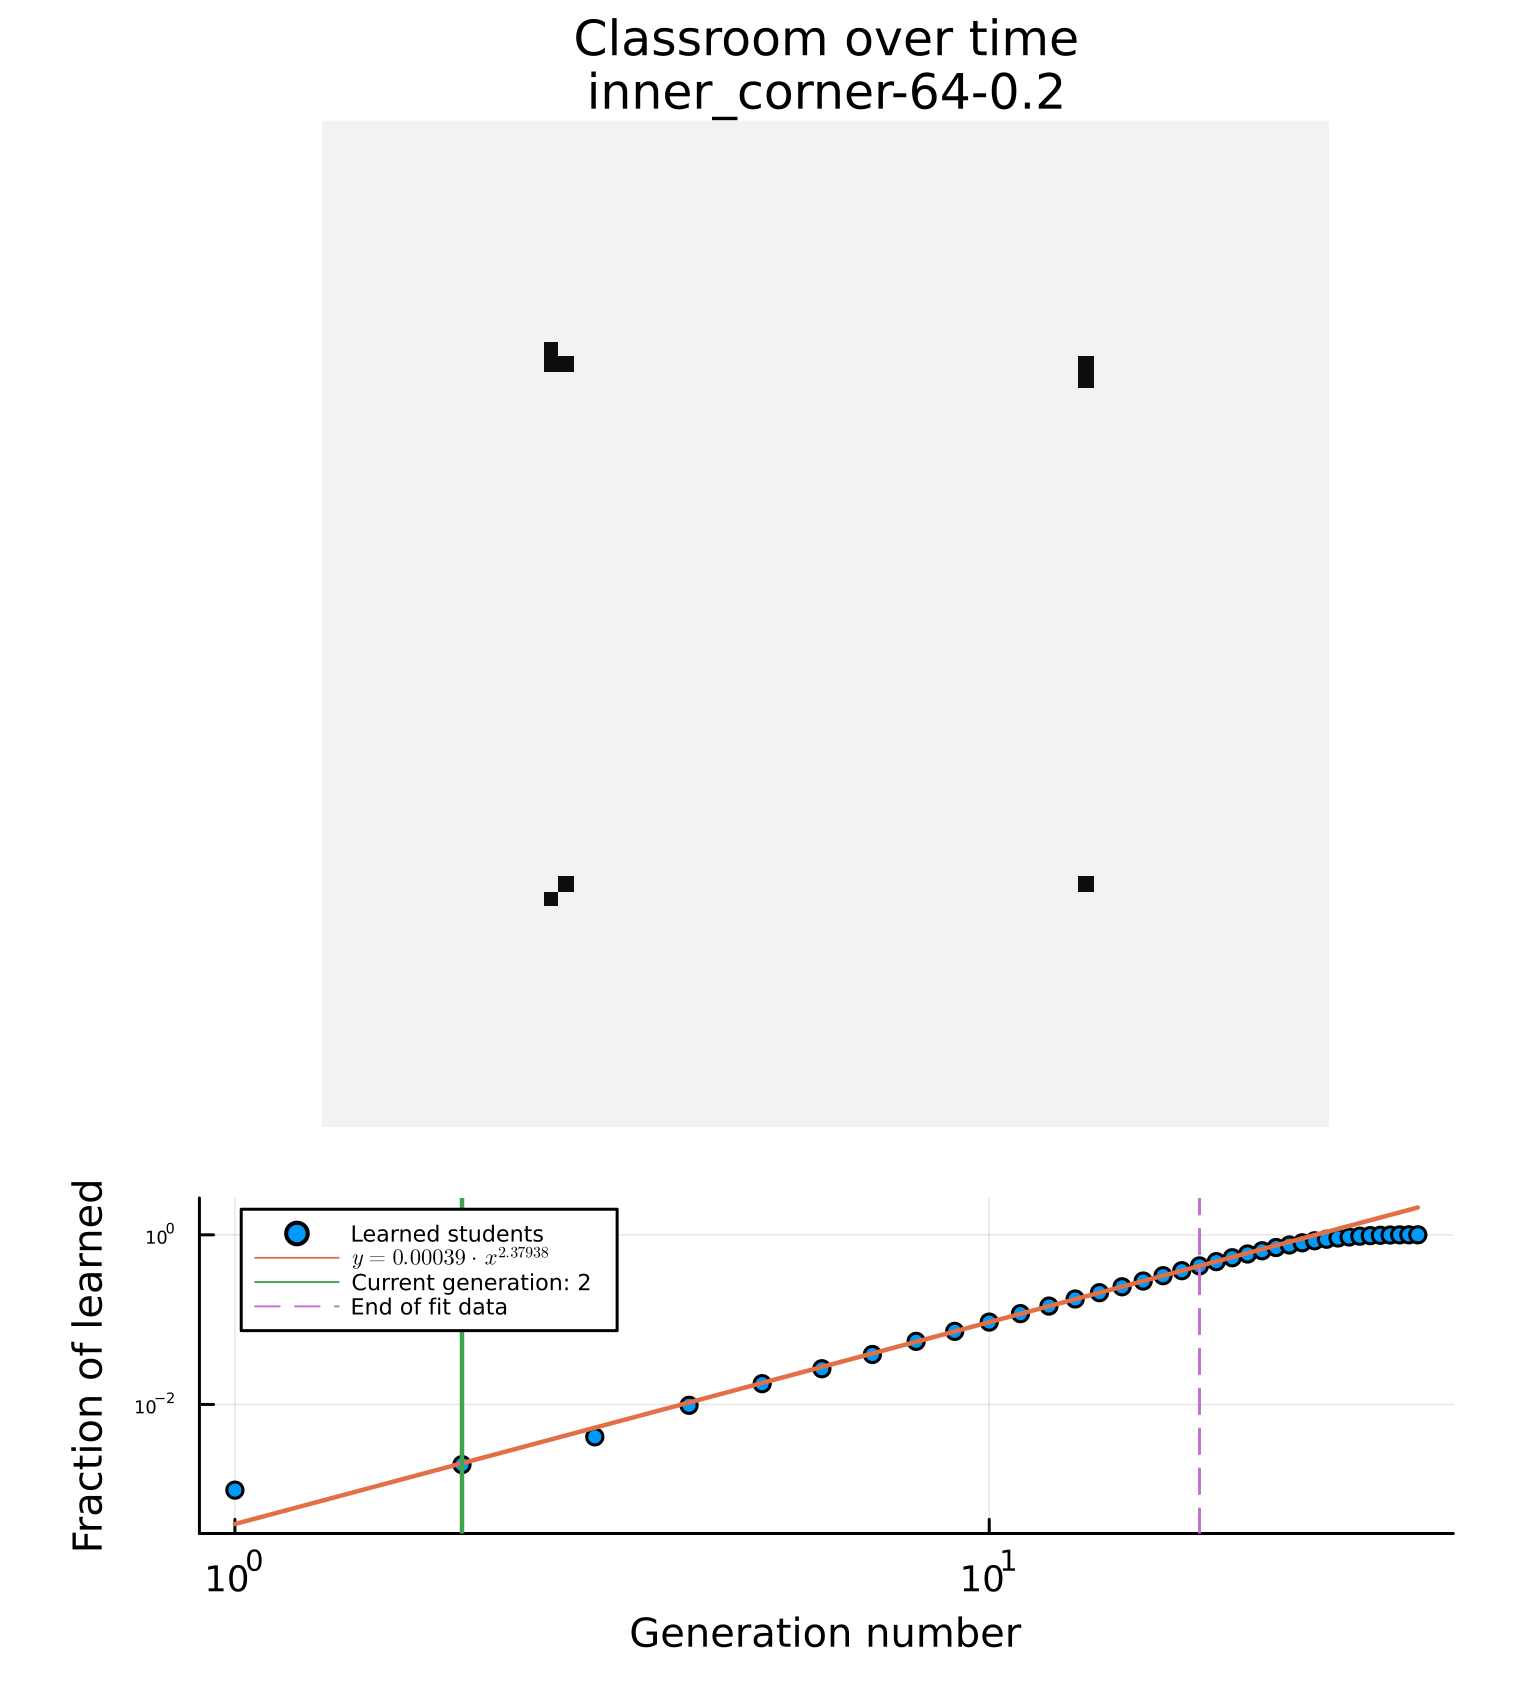 Classroom over time
inner_corner-64-0.2
Fraction of learned
10^0
10^−2
Learned students
y = 0.00039 · x^2.37938
Current generation: 2
End of fit data
10^0
10^1
Generation number